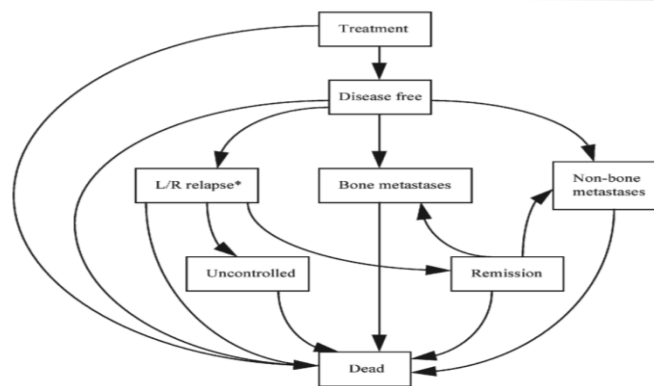 Treatment
Disease free
L/R relapse*
Bone metastases
Non-bone
metastases
Uncontrolled
Remission
Dead